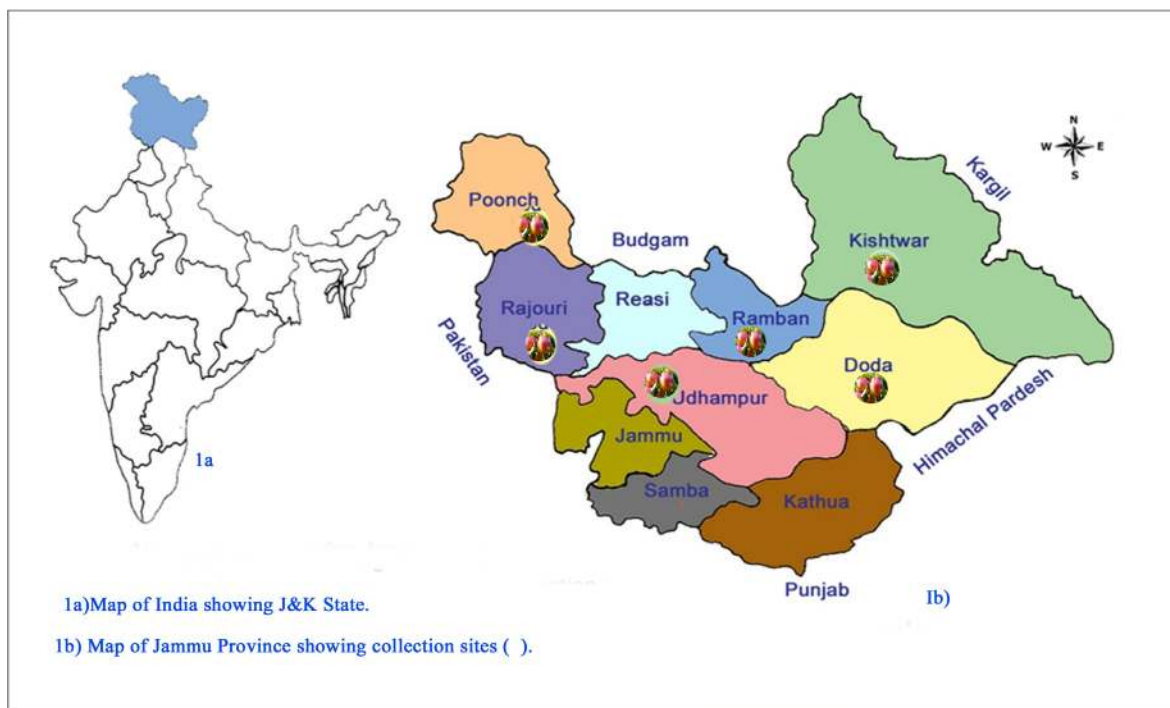 N
W E
S
Kargil
Poonch
Budgam
Kishtwar
Rajouri
Reasi
Ramban
Pakistan
Doda
Udhampur
Himachal Pardesh
Jammu
1a
Samba
Kathua
Punjab
Ib)
1a)Map of India showing J&K State.
1b) Map of Jammu Province showing collection sites ( ).